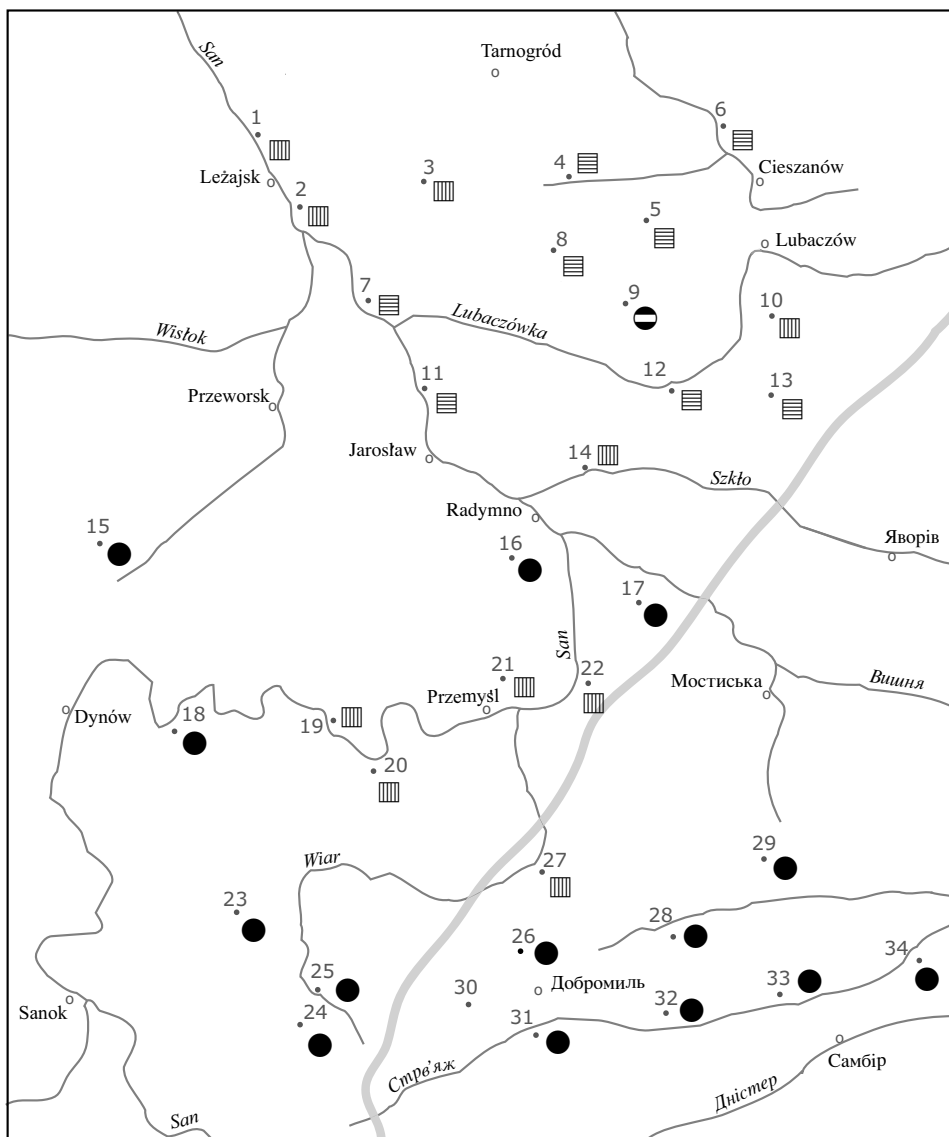 San
Tarnogród
1
6
Leżajsk
3
4
Cieszanów
2
5
8
Lubaczów
7
9
10
Lubaczówka
Wisłok
11
12
13
Przeworsk
Jarosław
14
Szkło
Radymno
15
16
Яворів
17
San
21
22
Мостиська
Вишня
Dynów
18
19
Przemyśl
20
Wiar
27
29
23
28
26
25
34
Sanok
24
30
Добромиль
33
32
31
Стрв'яж
Самбір
Дністер
San